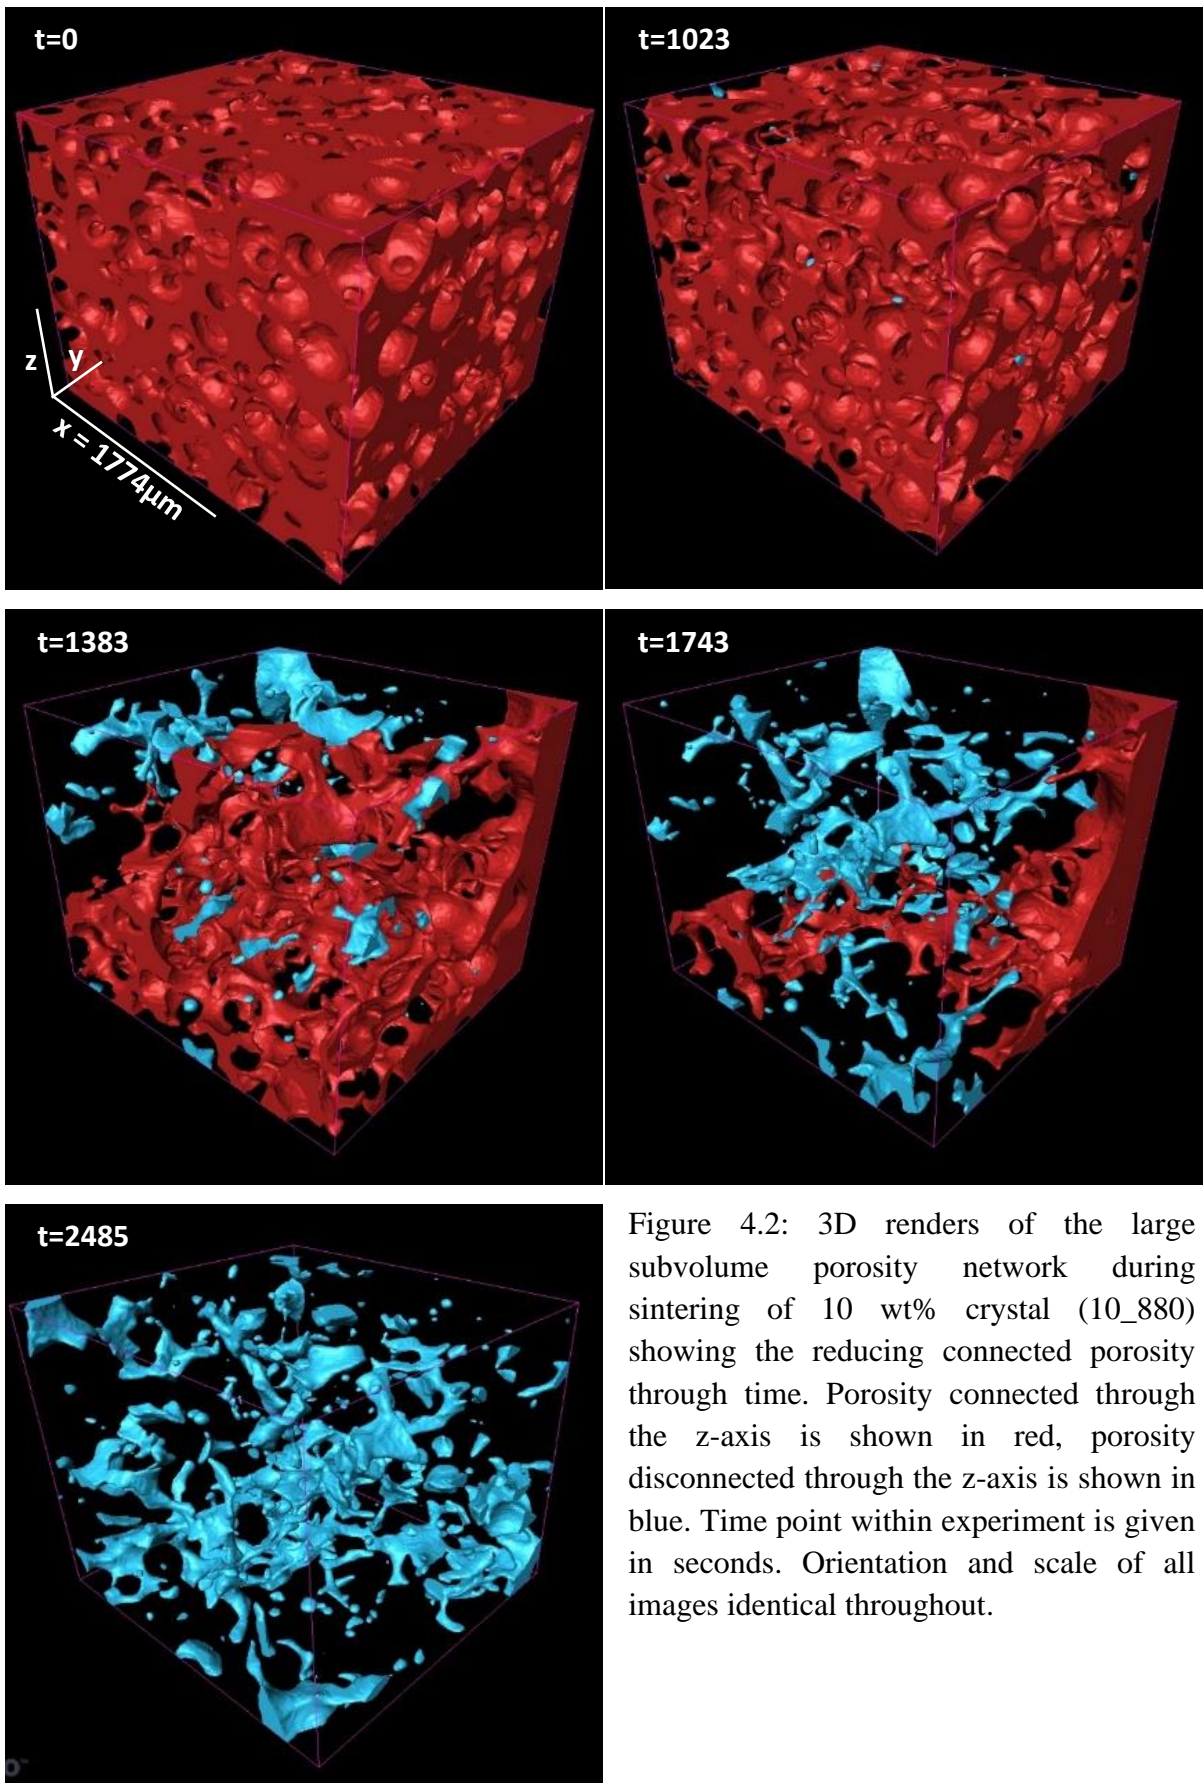 t=0
t=1023
z
y
x = 1774μm
t=1383
t=1743
t=2485
Figure 4.2: 3D renders of the large
subvolume porosity network during
sintering of 10 wt% crystal (10_880)
showing the reducing connected porosity
through time. Porosity connected through
the z-axis is shown in red, porosity
disconnected through the z-axis is shown in
blue. Time point within experiment is given
in seconds. Orientation and scale of all
images identical throughout.